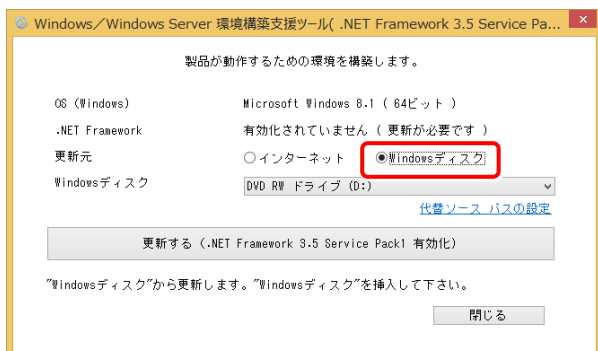 Windows/Windows Server 環境構築支援ツール( .NET Framework 3.5 Service Pa...
製品が動作するための環境を構築します。
OS (Windows) Microsoft Windows 8.1 ( 64ビット )
.NET Framework 有効化されていません ( 更新が必要です )
更新元 インターネット Windowsディスク
Windowsディスク DVD RW ドライブ (D:)
代替ソース パスの設定
更新する (.NET Framework 3.5 Service Pack1 有効化)
"Windowsディスク"から更新します。"Windowsディスク"を挿入して下さい。
閉じる